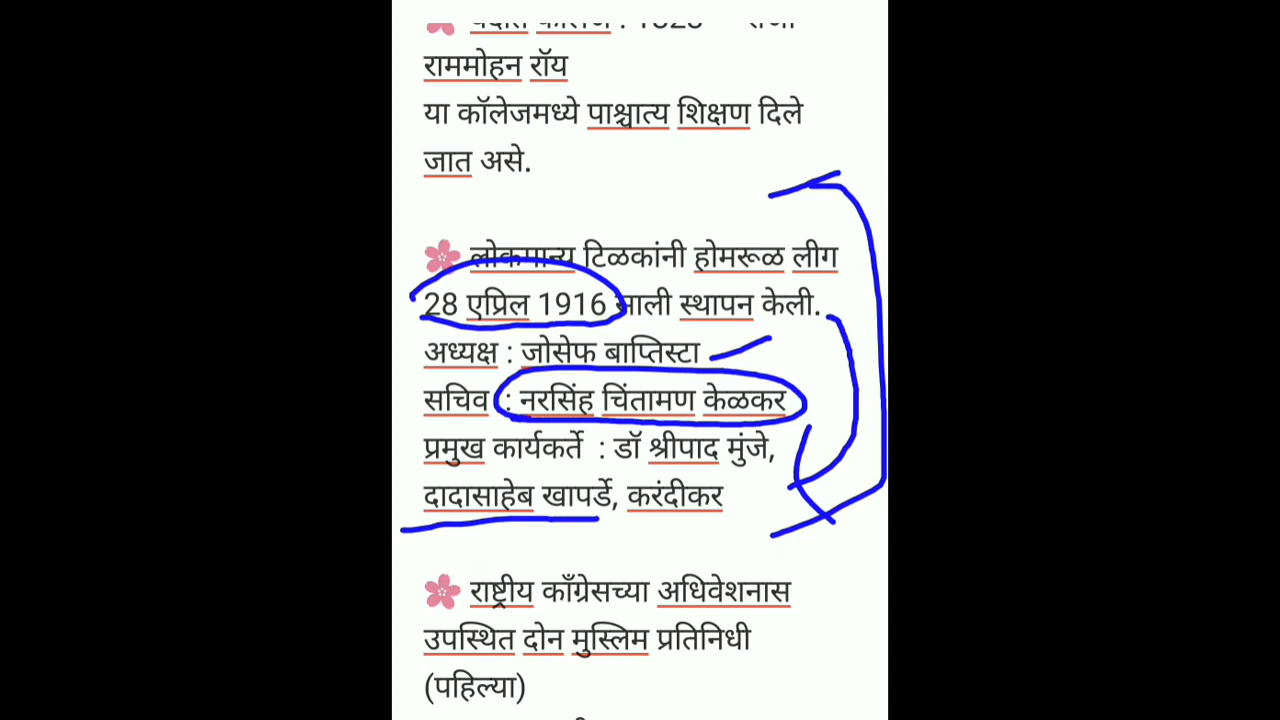 राममोहन रॉय
या कॉलेजमध्ये पाश्चात्य शिक्षण दिले
जात असे.
लोकमान्य टिळकांनी होमरूळ लीग
28 एप्रिल 1916 साली स्थापन केली.
अध्यक्ष : जोसेफ बाप्तिस्टा
सचिव : नरसिंह चिंतामण केळकर
प्रमुख कार्यकर्ते : डॉ श्रीपाद मुंजे,
दादासाहेब खापर्डे, करंदीकर
राष्ट्रीय काँग्रेसच्या अधिवेशनास
उपस्थित दोन मुस्लिम प्रतिनिधी
(पहिल्या)